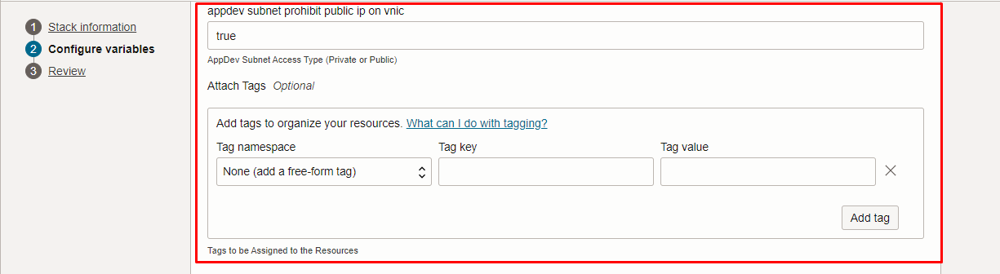 1 Stack information
2 Configure variables
3 Review
appdev subnet prohibit public ip on vnic
true
AppDev Subnet Access Type (Private or Public)
Attach Tags Optional
Add tags to organize your resources. What can I do with tagging?
Tag namespace Tag key Tag value
None (add a free-form tag)
Add tag
Tags to be Assigned to the Resources